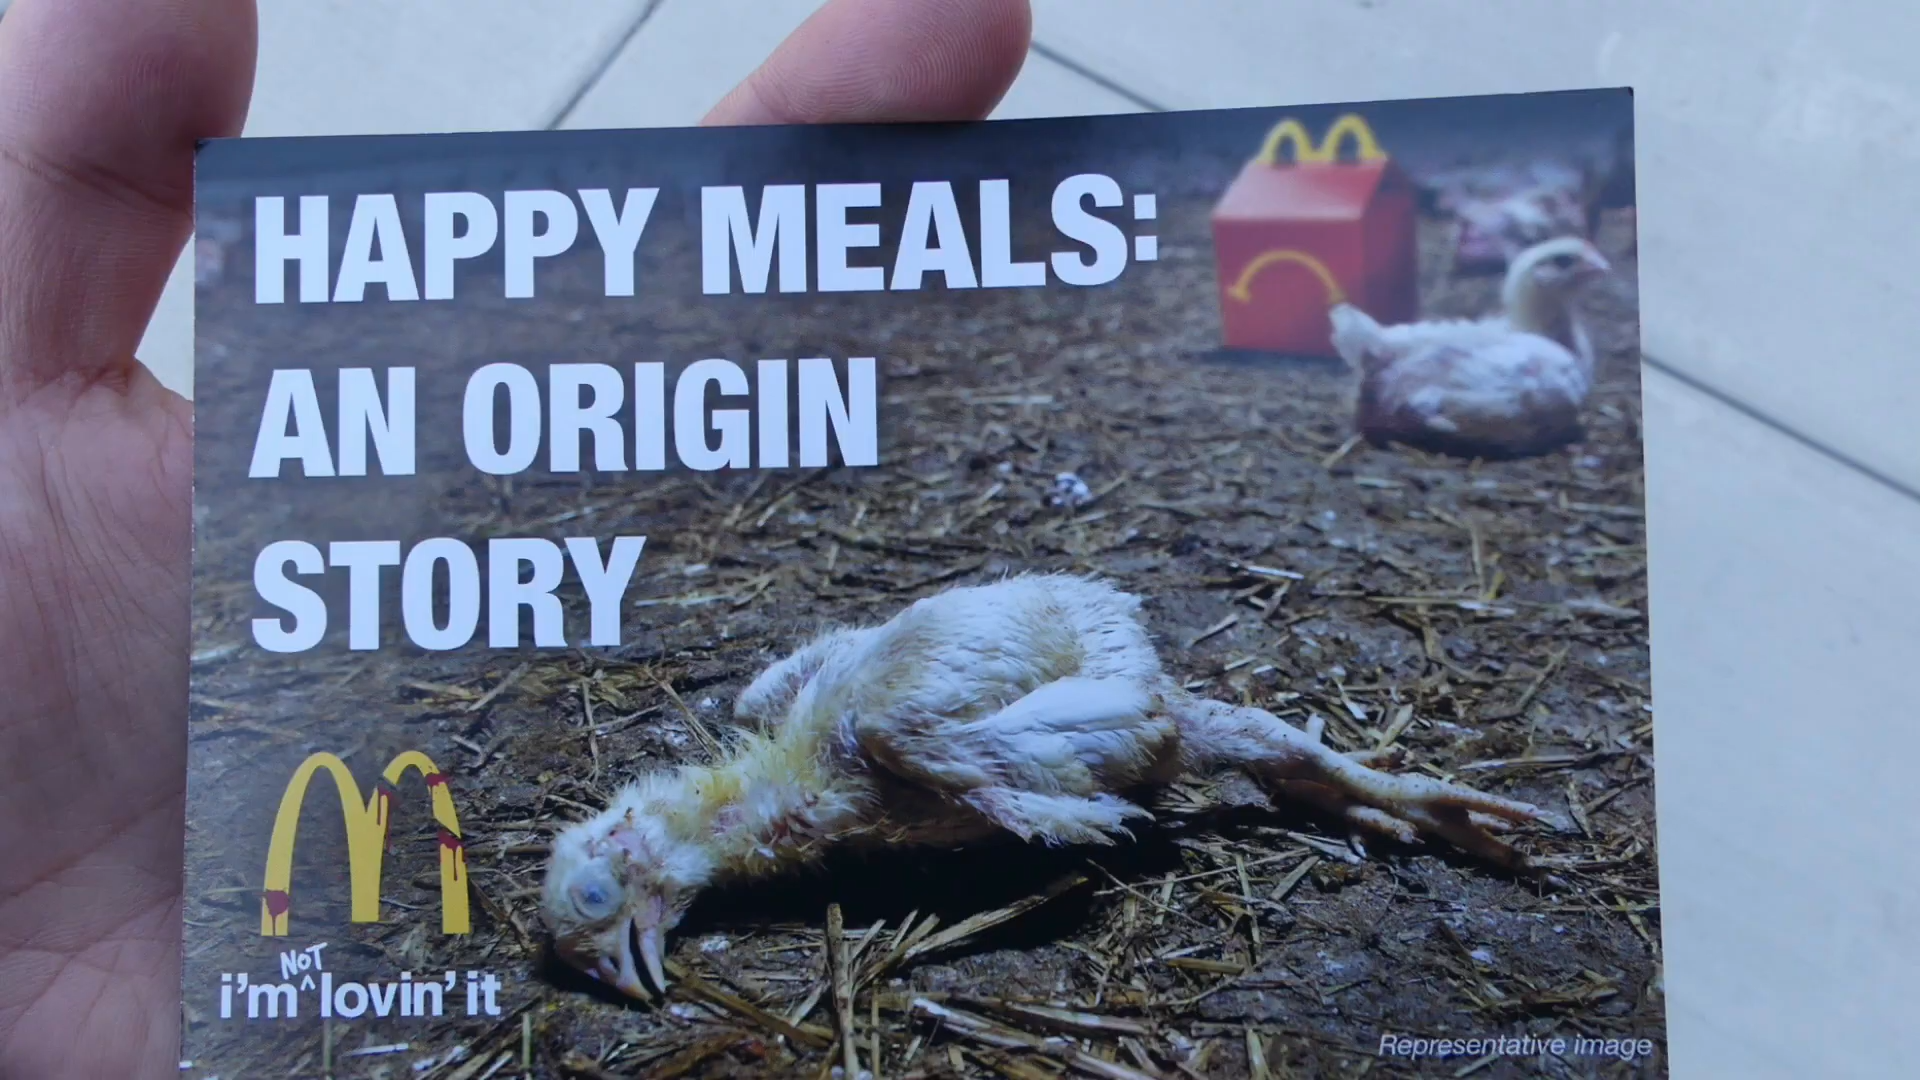 HAPPY MEALS:
AN ORIGIN
STORY
NOT
i'm^lovin' it
Representative image